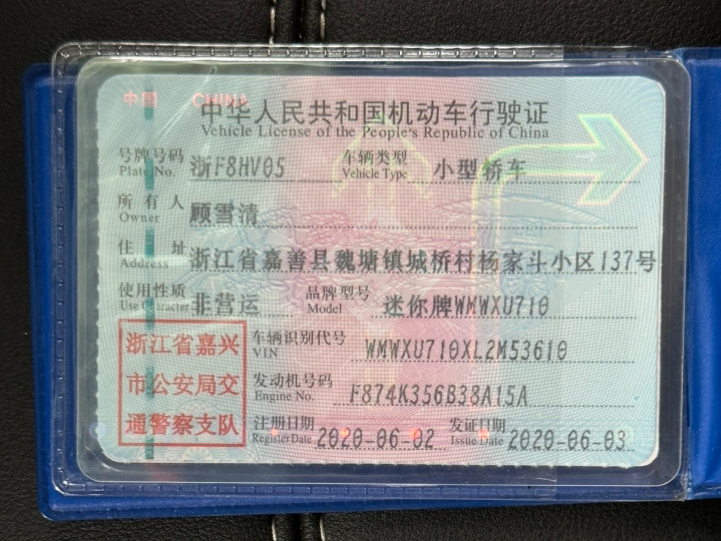 中国 CHINA
中华人民共和国机动车行驶证
Vehicle License of the People's Republic of China
号牌号码 浙F8HV05 车辆类型 小型轿车
Plate No. Vehicle Type
所有人 顾雪清
Owner
住址 浙江省嘉善县魏塘镇城桥村杨家斗小区137号
Address
使用性质 非营运 品牌型号 迷你牌WMWXU710
Use Character Model
浙江省嘉兴
市公安局交
通警察支队
车辆识别代号 WMWXU710XL2M53610
VIN
发动机号码 F874K356B38A15A
Engine No.
注册日期 2020-06-02 发证日期 2020-06-03
Register Date Issue Date